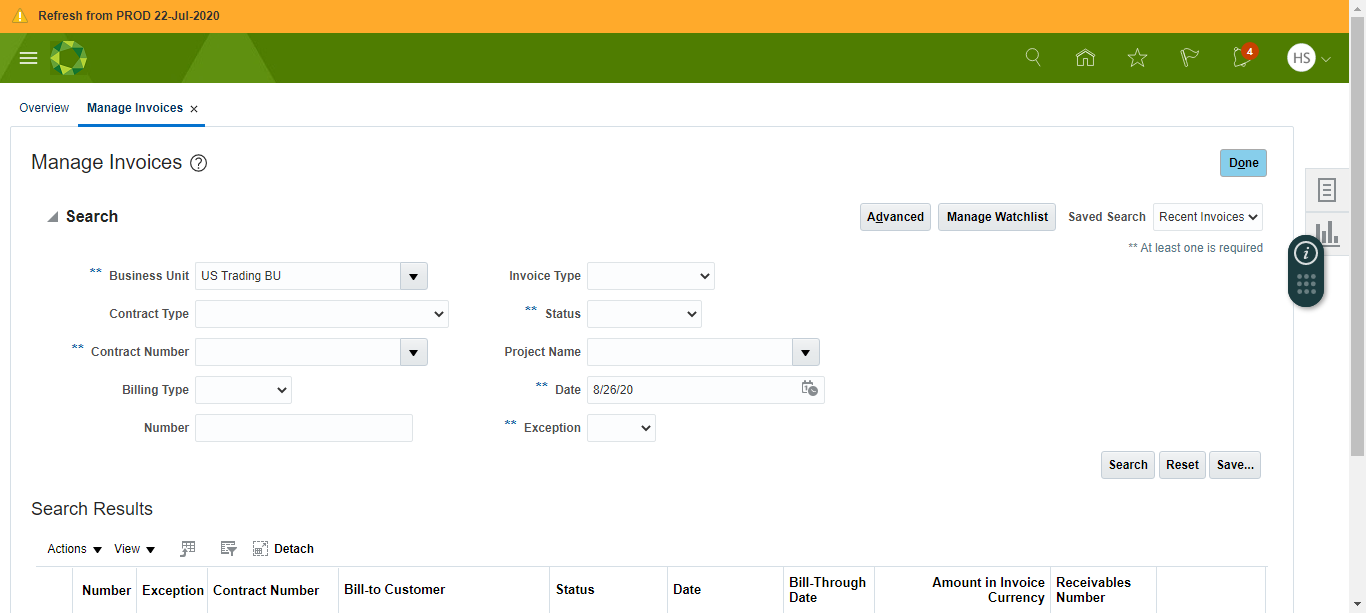 Refresh from PROD 22-Jul-2020
4
HS
Overview
Manage Invoices ×
Manage Invoices ?
Done
Search
Advanced
Manage Watchlist
Saved Search
Recent Invoices
** At least one is required
** Business Unit US Trading BU
Invoice Type
Contract Type
** Status
** Contract Number
Project Name
Billing Type
** Date 8/26/20
Number
** Exception
Search
Reset
Save...
Search Results
Actions
View
Detach
Number
Exception
Contract Number
Bill-to Customer
Status
Date
Bill-Through
Date
Amount in Invoice
Currency
Receivables
Number